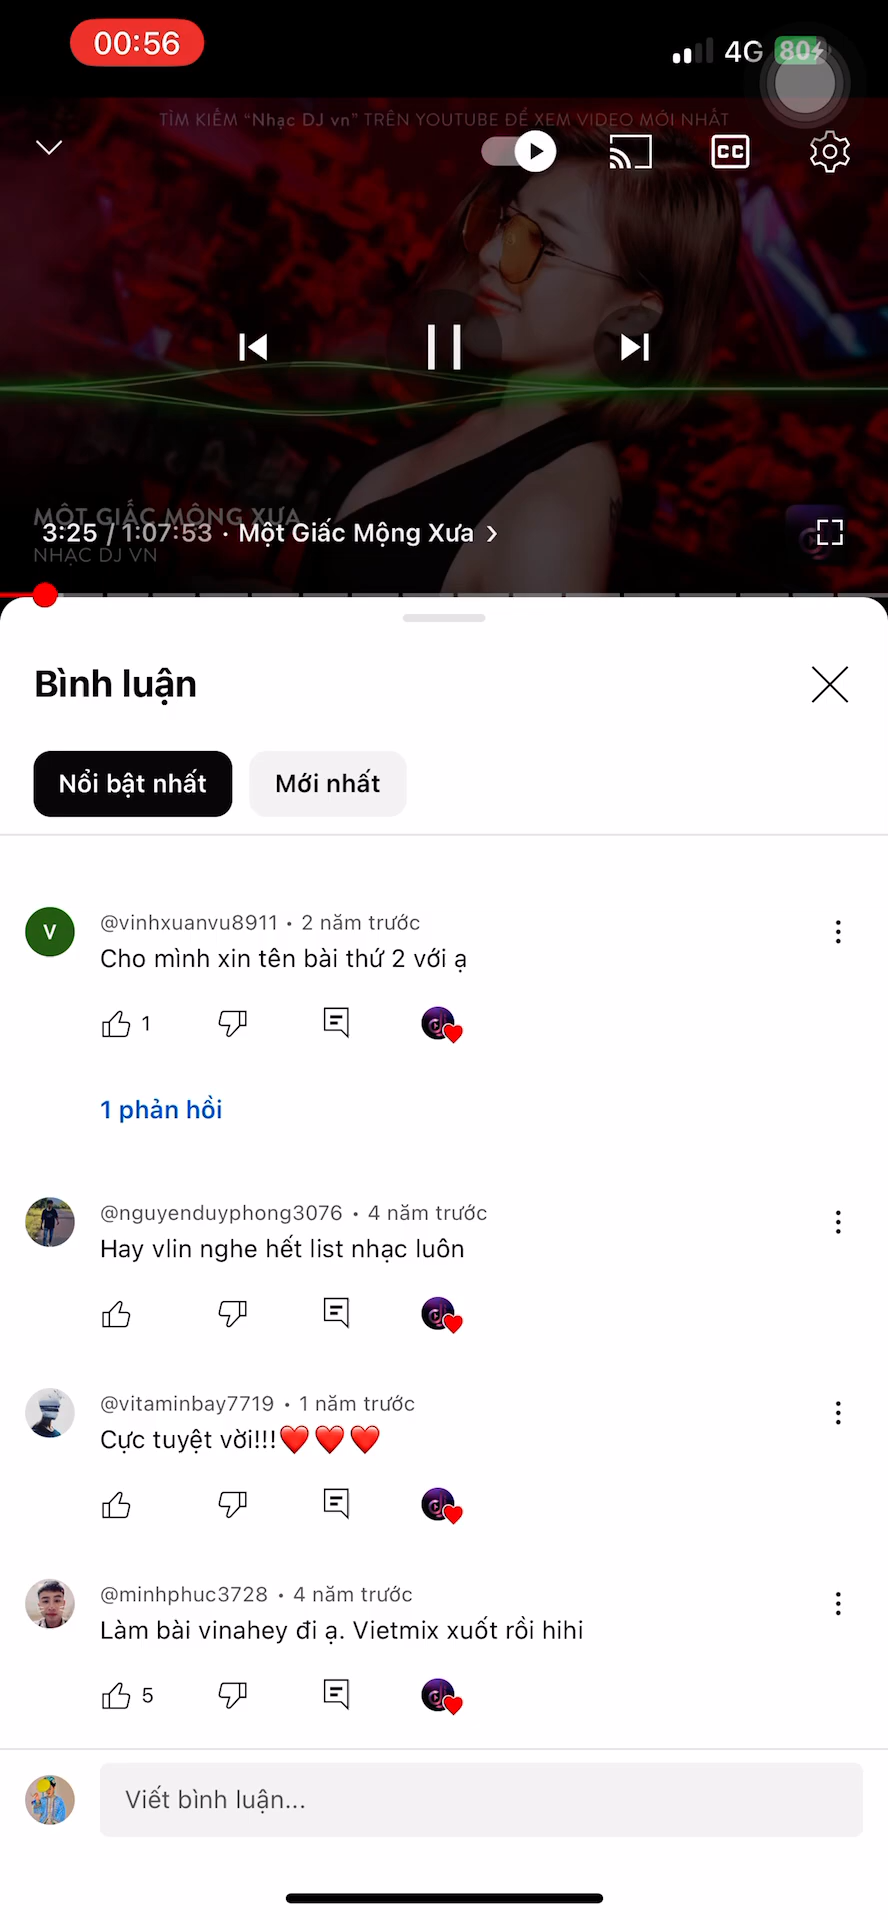 00:56
4G 80
TÌM KIẾM “Nhạc DJ vn” TRÊN YOUTUBE ĐỂ XEM VIDEO MỚI NHẤT
CC
MỘT GIẤC MỘNG XƯA
3:25 / 1:07:53 · Một Giấc Mộng Xưa
NHẠC DJ VN
Bình luận
Nổi bật nhất
Mới nhất
V
@vinhxuanvu8911 · 2 năm trước
Cho mình xin tên bài thứ 2 với ạ
1
1 phản hồi
@nguyenduyphong3076 · 4 năm trước
Hay vlin nghe hết list nhạc luôn
@vitaminbay7719 · 1 năm trước
Cực tuyệt vời!!!❤️❤️❤️
@minhphuc3728 · 4 năm trước
Làm bài vinahey đi ạ. Vietmix xuốt rồi hihi
5
Viết bình luận...